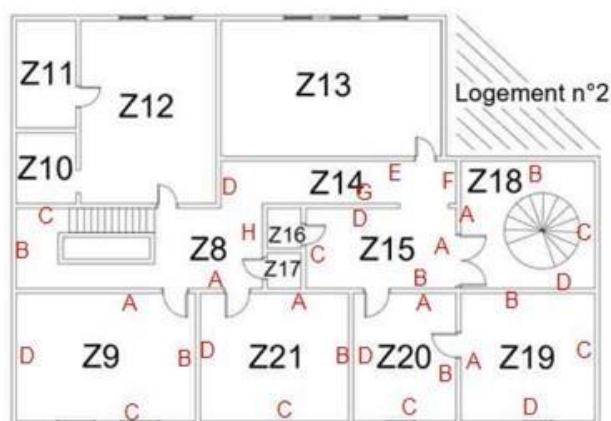 Z11
Z12
Z13
Logement n°2
Z10
D
E
F
Z18
B
Z14
G
C
D
A
C
B
Z8
H
Z16
C
Z15
A
Z17
A
B
D
A
A
A
B
D
Z9
B
D
Z21
B
D
Z20
B
A
Z19
C
C
C
C
D